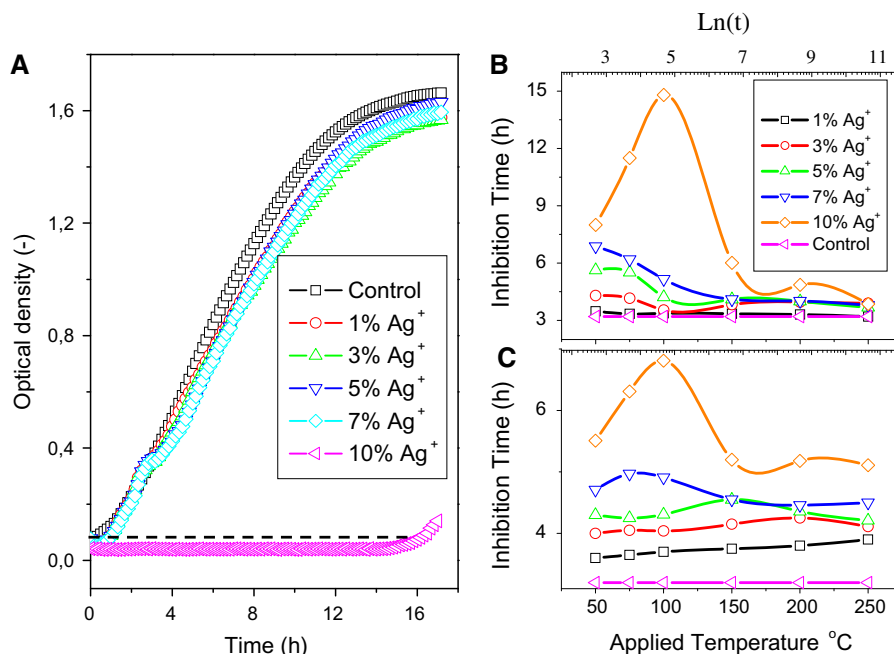 A
Optical density (-)
1,6
1,2
0,8
0,4
0,0
0
4
8
12
16
Time (h)
Control
1% Ag+
3% Ag+
5% Ag+
7% Ag+
10% Ag+
Ln(t)
3 5 7 9 11
B
Inhibition Time (h)
15
12
9
6
3
1% Ag+
3% Ag+
5% Ag+
7% Ag+
10% Ag+
Control
C
Inhibition Time (h)
6
4
50 100 150 200 250
Applied Temperature °C